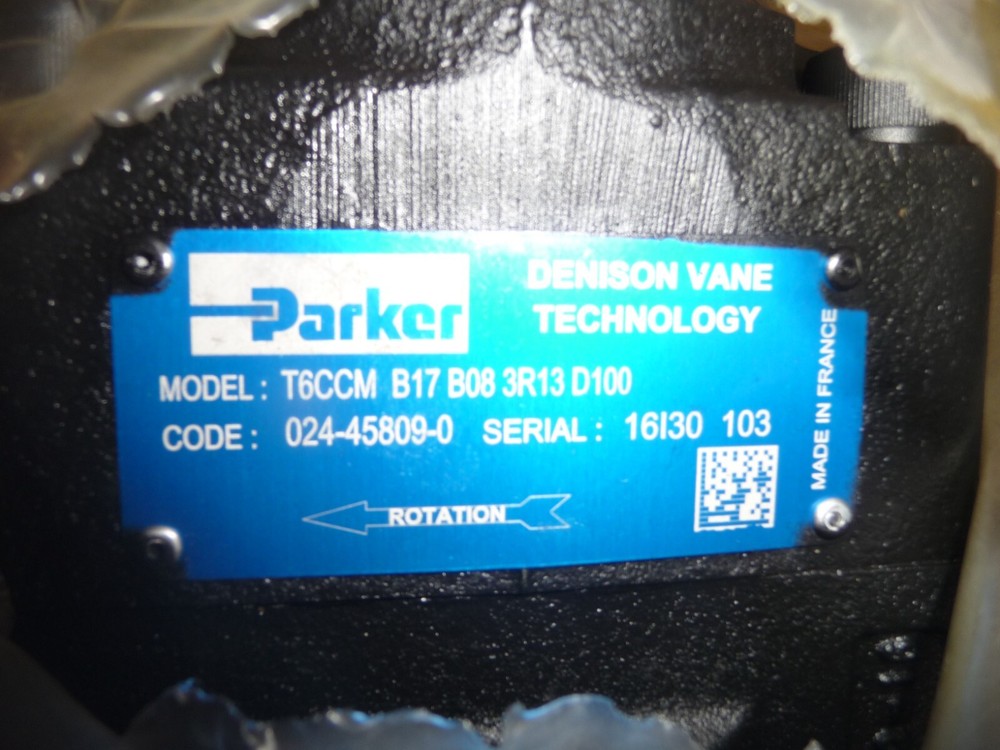 Parker
DENISON VANE
TECHNOLOGY
MODEL : T6CCM B17 B08 3R13 D100
CODE : 024-45809-0 SERIAL : 16I30 103
ROTATION
MADE IN FRANCE